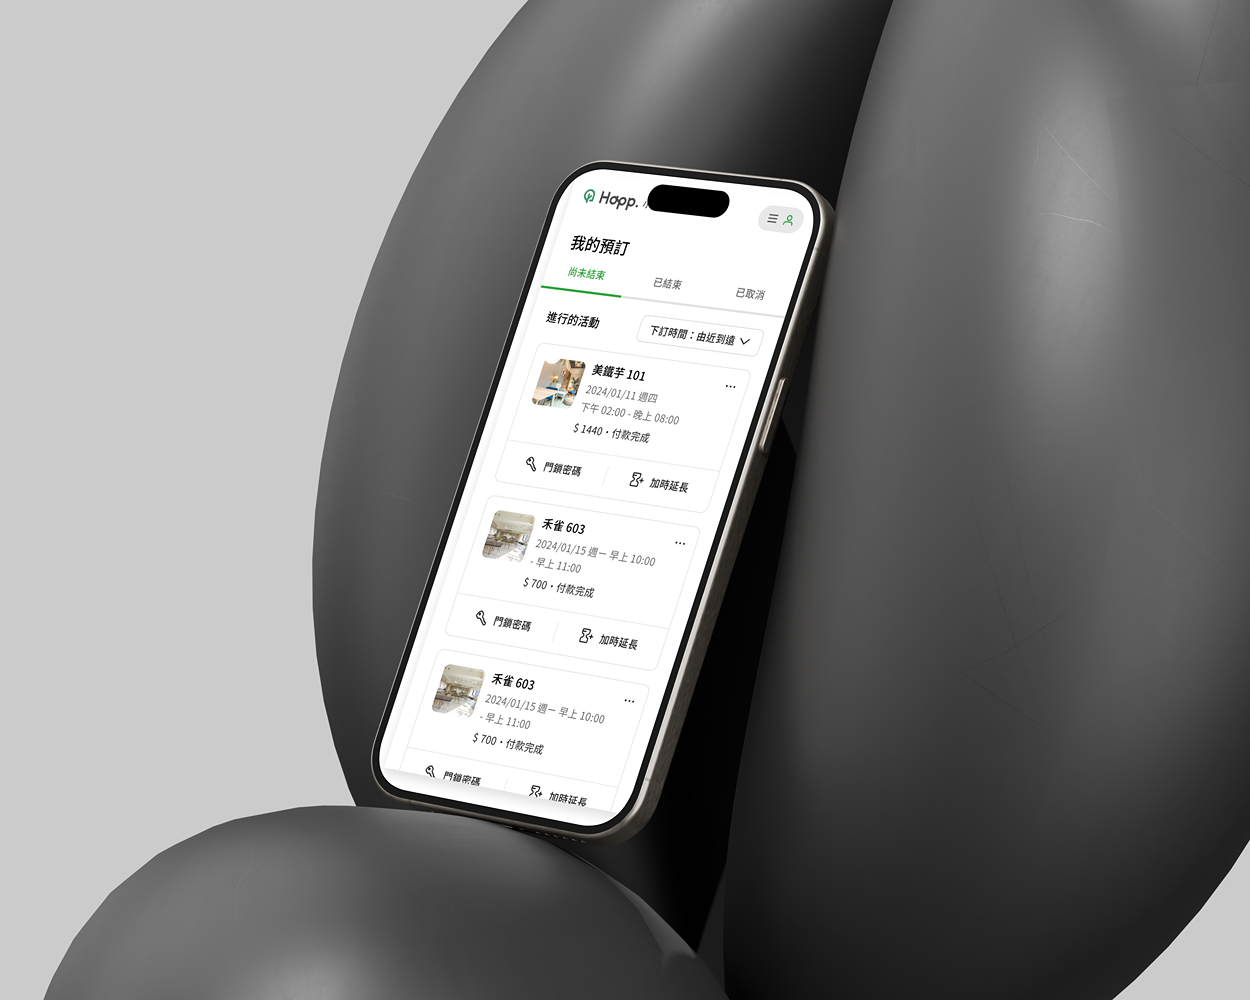 Hopp.
我的預訂
尚未結束 已結束 已取消
進行的活動
下訂時間：由近到遠
美鐵芋 101
2024/01/11 週四
下午 02:00 - 晚上 08:00
$ 1440・付款完成
門鎖密碼 加時延長
禾雀 603
2024/01/15 週一 早上 10:00
- 早上 11:00
$ 700・付款完成
門鎖密碼 加時延長
禾雀 603
2024/01/15 週一 早上 10:00
- 早上 11:00
$ 700・付款完成
門鎖密碼 加時延長